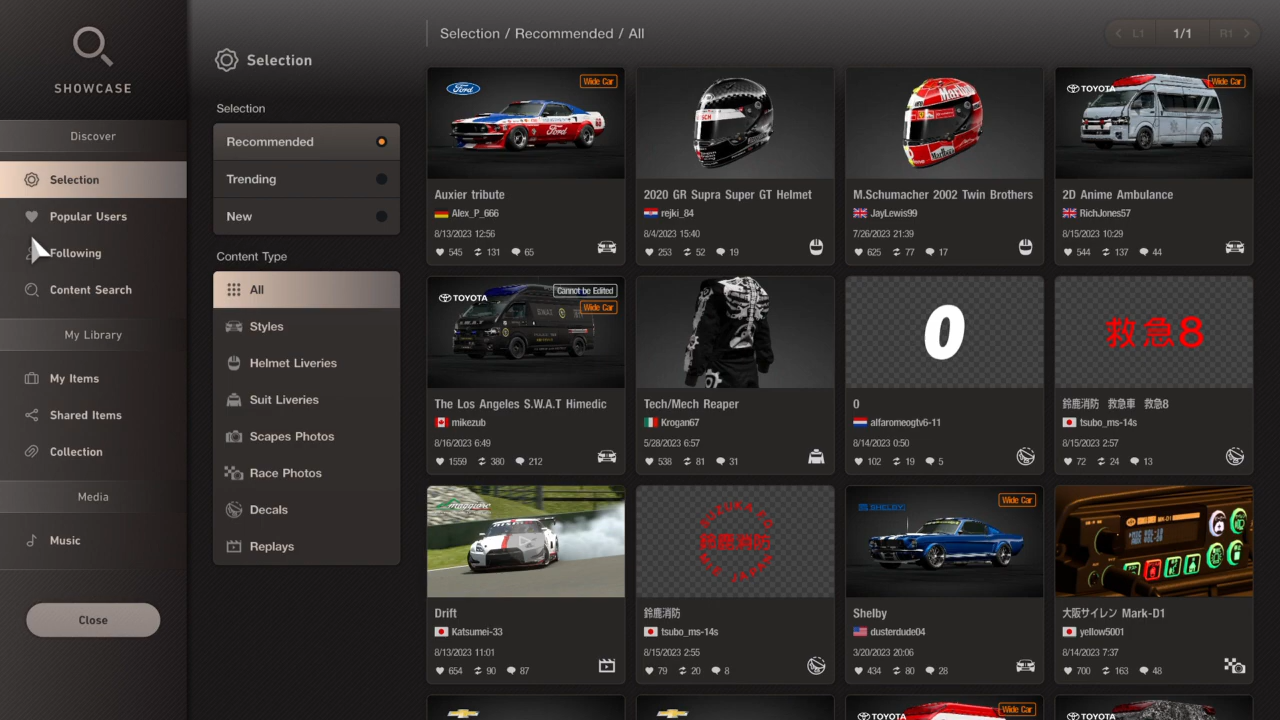 SHOWCASE
Discover
Selection
Popular Users
Following
Content Search
My Library
My Items
Shared Items
Collection
Media
Music
Close
Selection
Selection
Recommended
Trending
New
Content Type
All
Styles
Helmet Liveries
Suit Liveries
Scapes Photos
Race Photos
Decals
Replays
Selection / Recommended / All
L1 1/1 R1
Ford
Wide Car
Ford
Auxier tribute
Alex_P_666
8/13/2023 12:56
545 131 65
2020 GR Supra Super GT Helmet
rejki_84
8/4/2023 15:40
253 52 19
Marlboro
M.Schumacher 2002 Twin Brothers
JayLewis99
7/26/2023 21:39
625 77 17
TOYOTA
Wide Car
2D Anime Ambulance
RichJones57
8/15/2023 10:29
544 137 44
TOYOTA
Cannot be Edited
Wide Car
The Los Angeles S.W.A.T Himedic
mikezub
8/16/2023 6:49
1559 380 212
Tech/Mech Reaper
Krogan67
5/28/2023 6:57
538 81 31
0
0
alfaromeogtv6-11
8/14/2023 0:50
102 19 5
救急8
鈴鹿消防 救急車 救急8
tsubo_ms-14s
8/15/2023 2:57
72 24 13
maggiore
Drift
Katsumei-33
8/13/2023 11:01
654 90 87
SUZUKA FD
鈴鹿消防
MIE JAPAN
鈴鹿消防
tsubo_ms-14s
8/15/2023 2:55
79 20 8
SHELBY
Wide Car
Shelby
dusterdude04
3/20/2023 20:06
434 80 28
大阪サイレン Mark-D1
yellow5001
8/14/2023 7:37
700 163 48
TOYOTA
Wide Car
TOYOTA